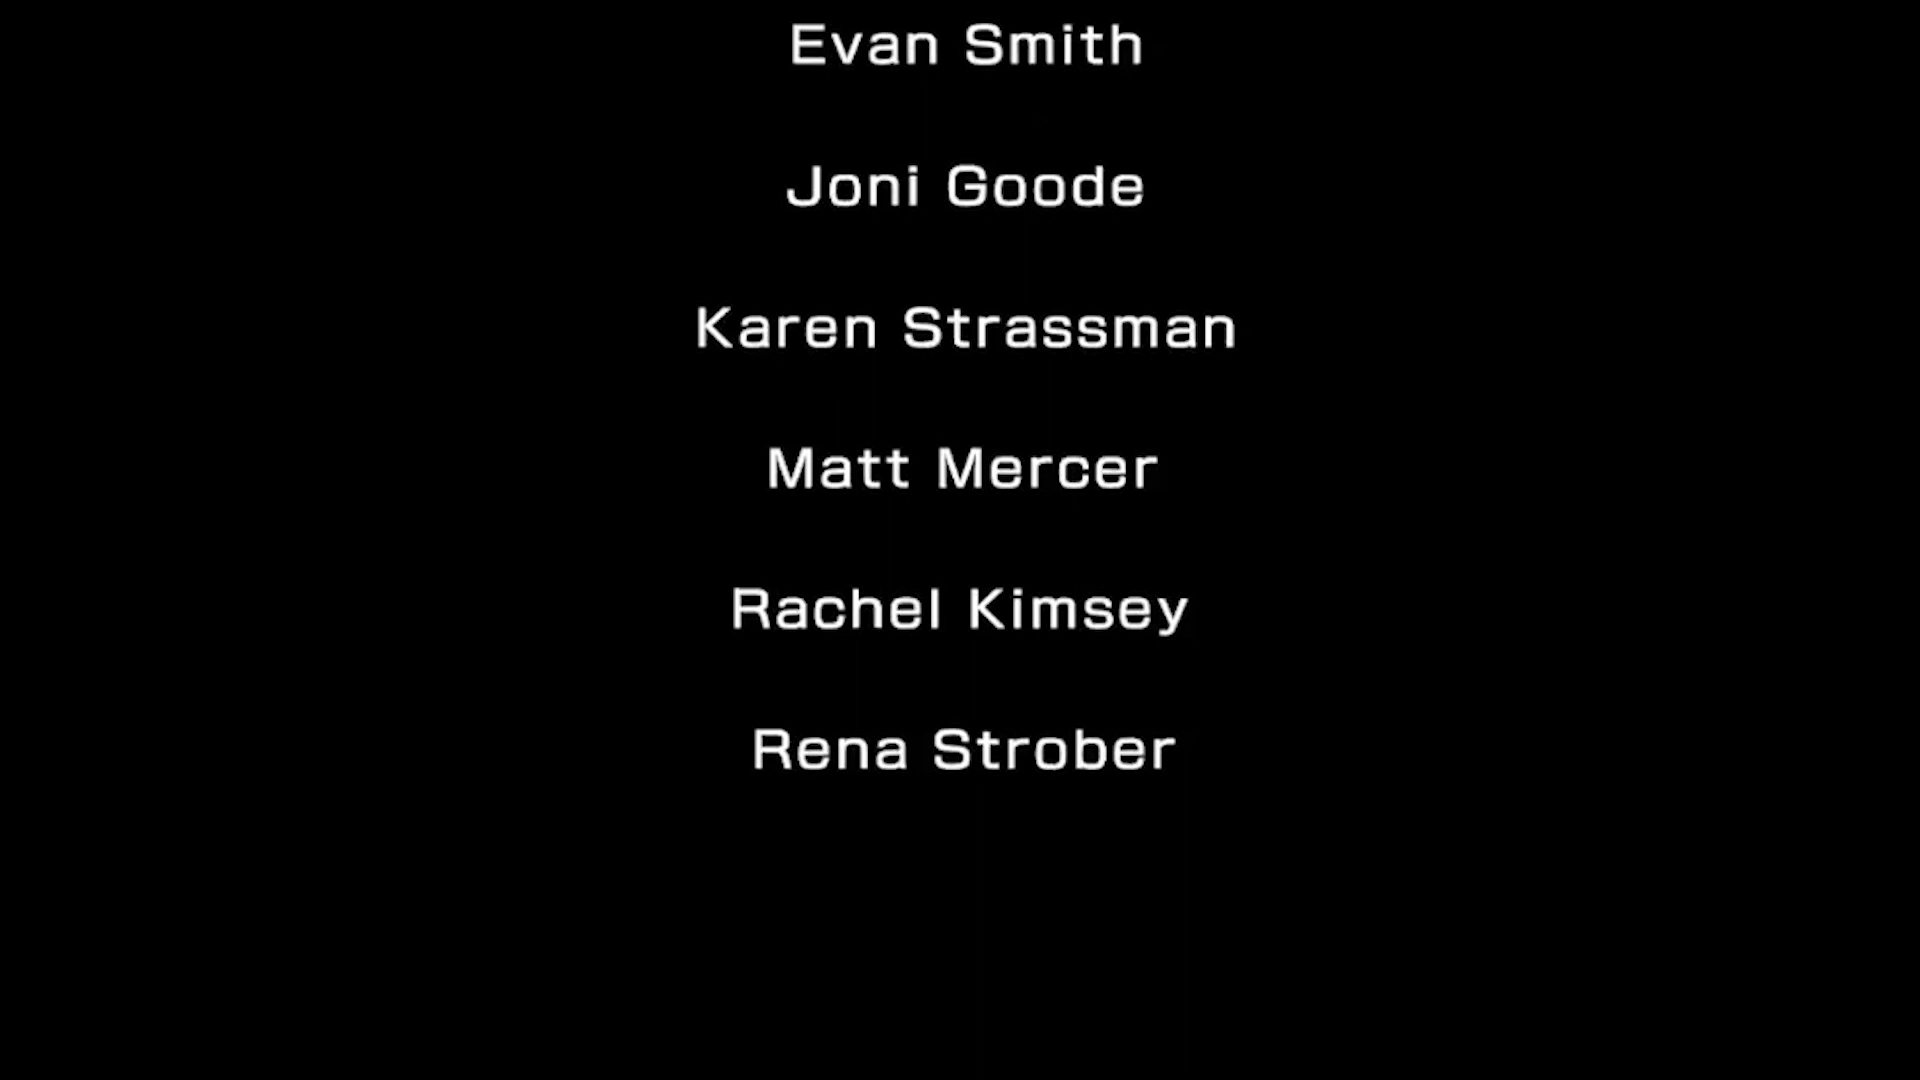 Evan Smith
Joni Goode
Karen Strassman
Matt Mercer
Rachel Kimsey
Rena Strober